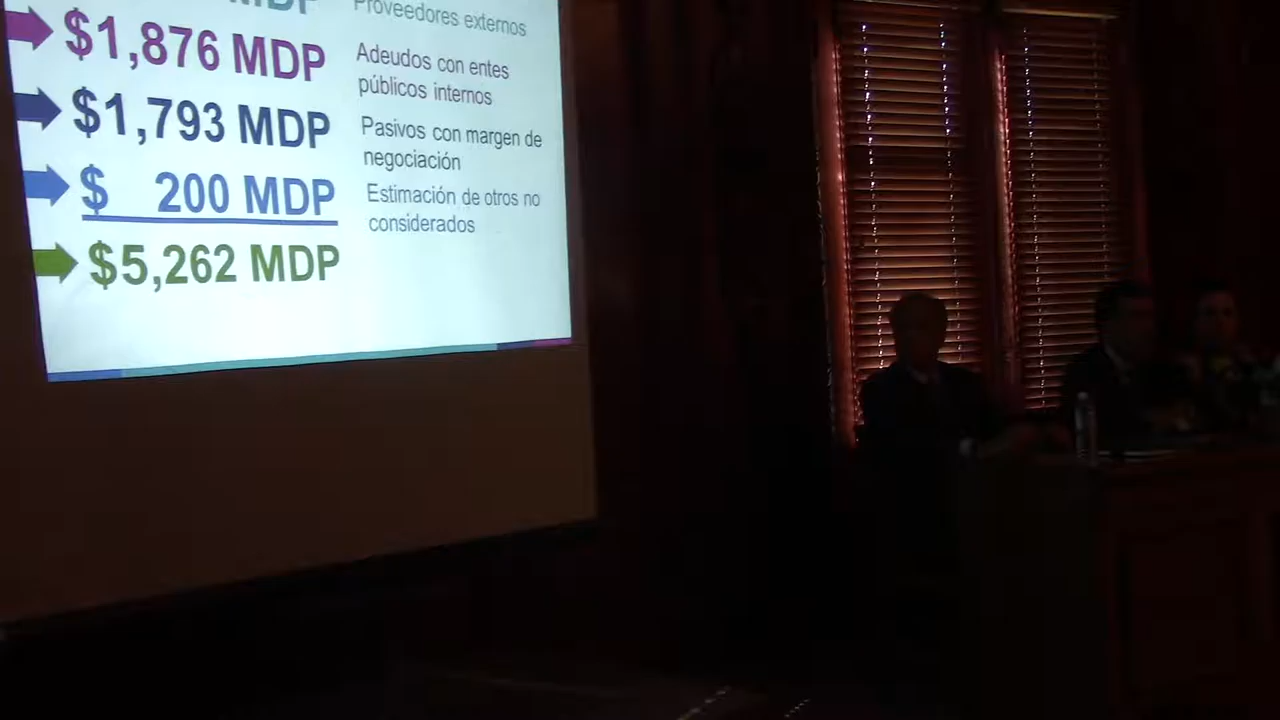 MDP Proveedores externos
$1,876 MDP Adeudos con entes
públicos internos
$1,793 MDP Pasivos con margen de
negociación
$ 200 MDP Estimación de otros no
considerados
$5,262 MDP